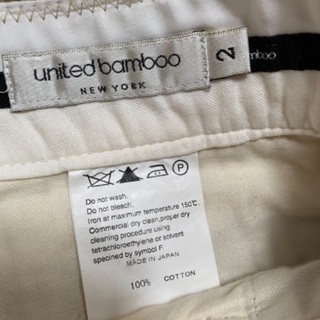 united bamboo
NEW YORK
2
boo
P
Do not wash.
Do not bleach.
Iron at maximum temperature 150℃.
Commercial dry clean,proper dry
cleaning procedure using
tetrachloroethylene or solvent
specified by symbol F.
MADE IN JAPAN
100% COTTON